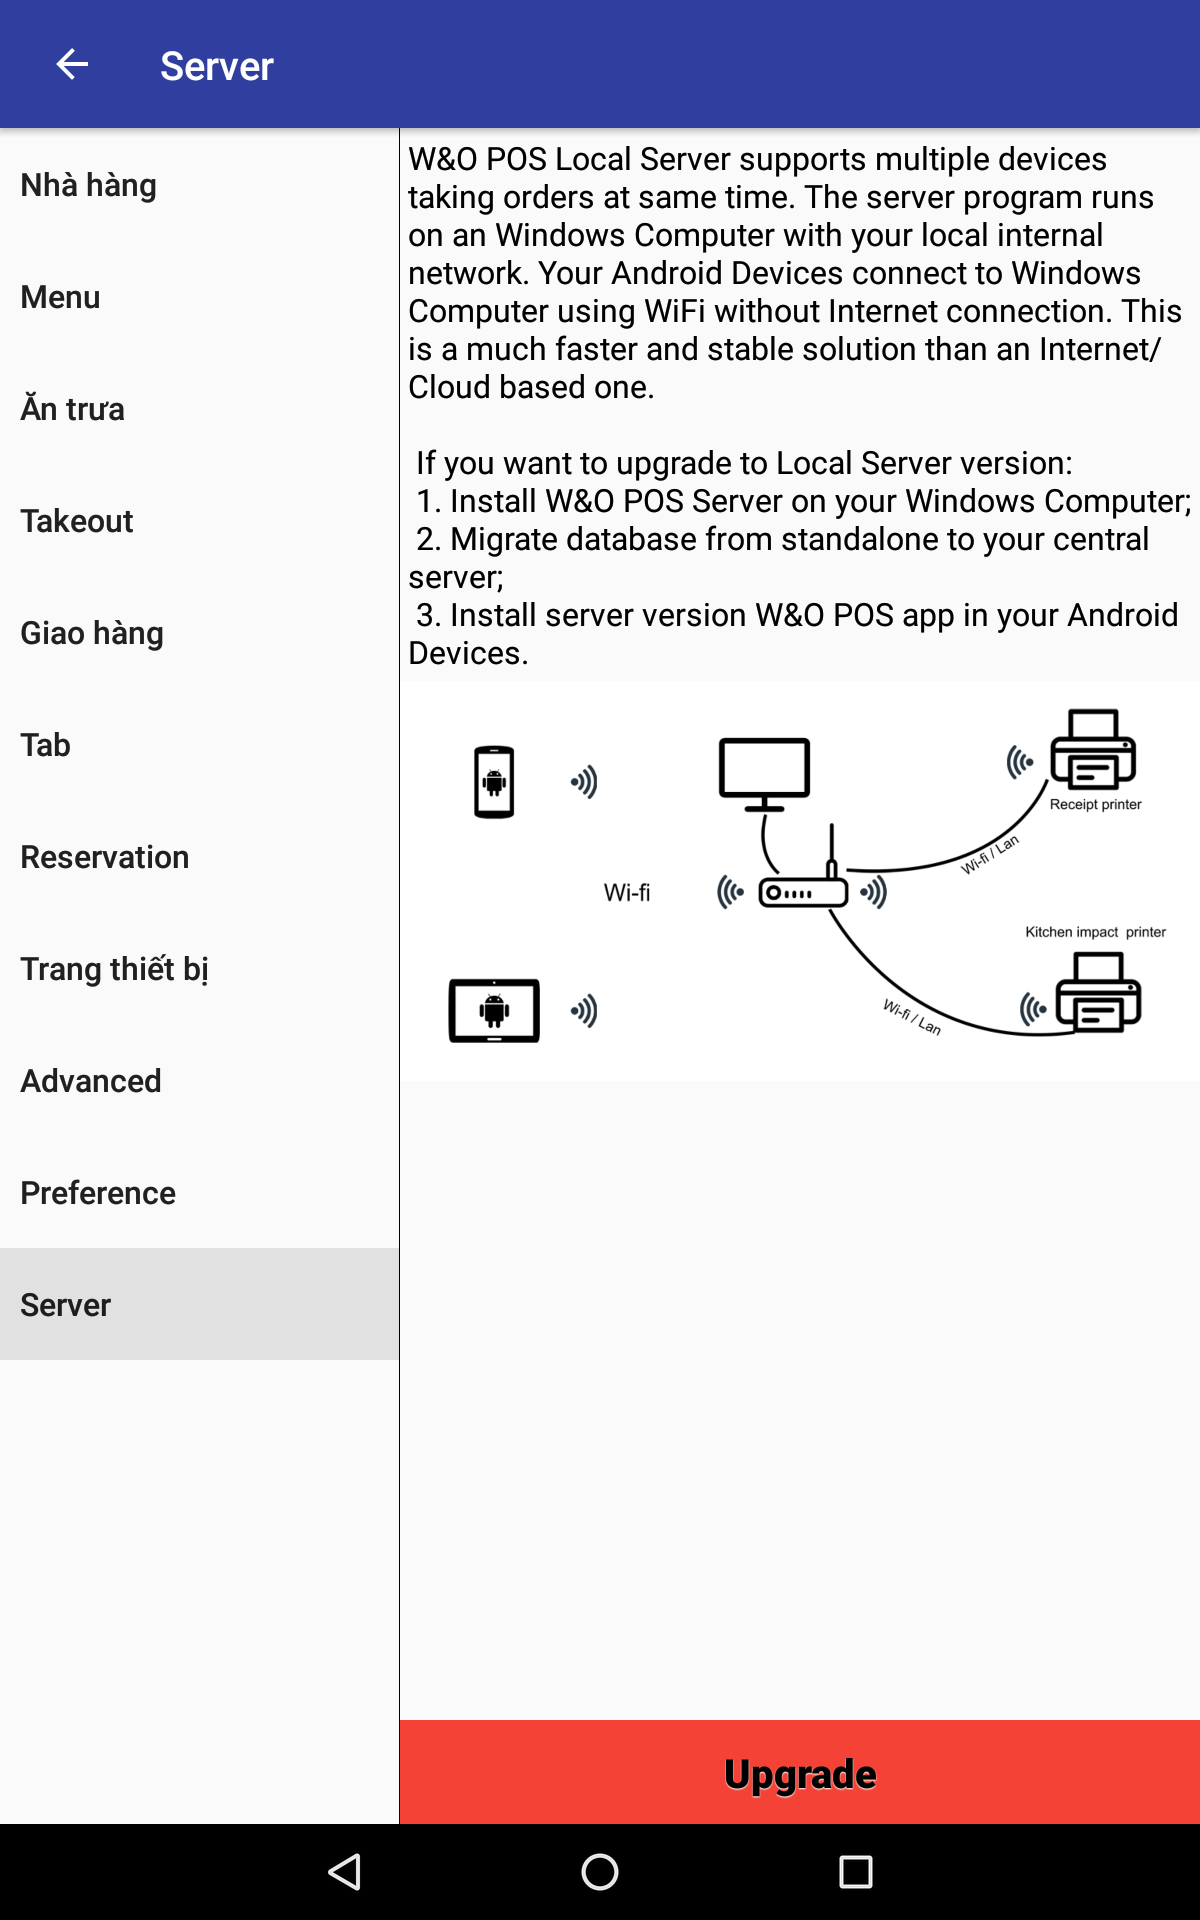 Server
Nhà hàng
Menu
Ăn trưa
Takeout
Giao hàng
Tab
Reservation
Trang thiết bị
Advanced
Preference
Server
W&O POS Local Server supports multiple devices
taking orders at same time. The server program runs
on an Windows Computer with your local internal
network. Your Android Devices connect to Windows
Computer using WiFi without Internet connection. This
is a much faster and stable solution than an Internet/
Cloud based one.
If you want to upgrade to Local Server version:
1. Install W&O POS Server on your Windows Computer;
2. Migrate database from standalone to your central
server;
3. Install server version W&O POS app in your Android
Devices.
Receipt printer
Wi-fi / Lan
Wi-fi
Kitchen impact printer
Wi-fi / Lan
Upgrade